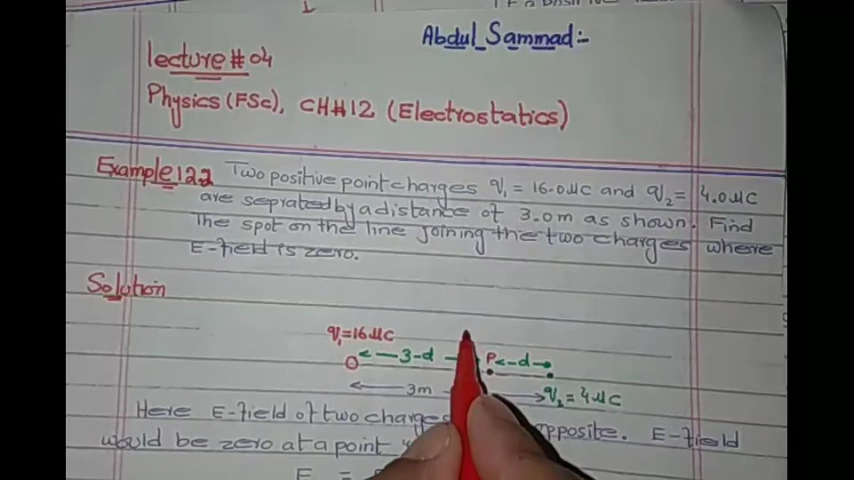 Abdul_Sammad:-
lecture#04
Physics(FSc), CH#12 (Electrostatics)
Example 12.2 Two positive point charges q₁ = 16.0μC and q₂ = 4.0μC
are seprated by a distance of 3.0m as shown. Find
the spot on the line joining the two charges where
E-field is zero.
Solution
q₁=16μC
3-d P d
3m q₂=4μC
Here E-field of two charges opposite. E-field
would be zero at a point